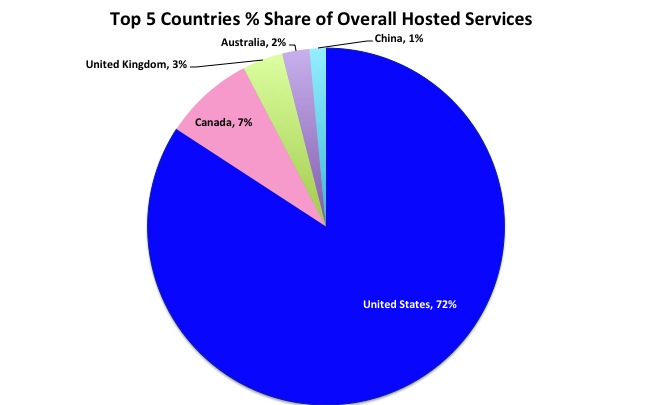 Top 5 Countries % Share of Overall Hosted Services
China, 1%
Australia, 2%
United Kingdom, 3%
Canada, 7%
United States, 72%